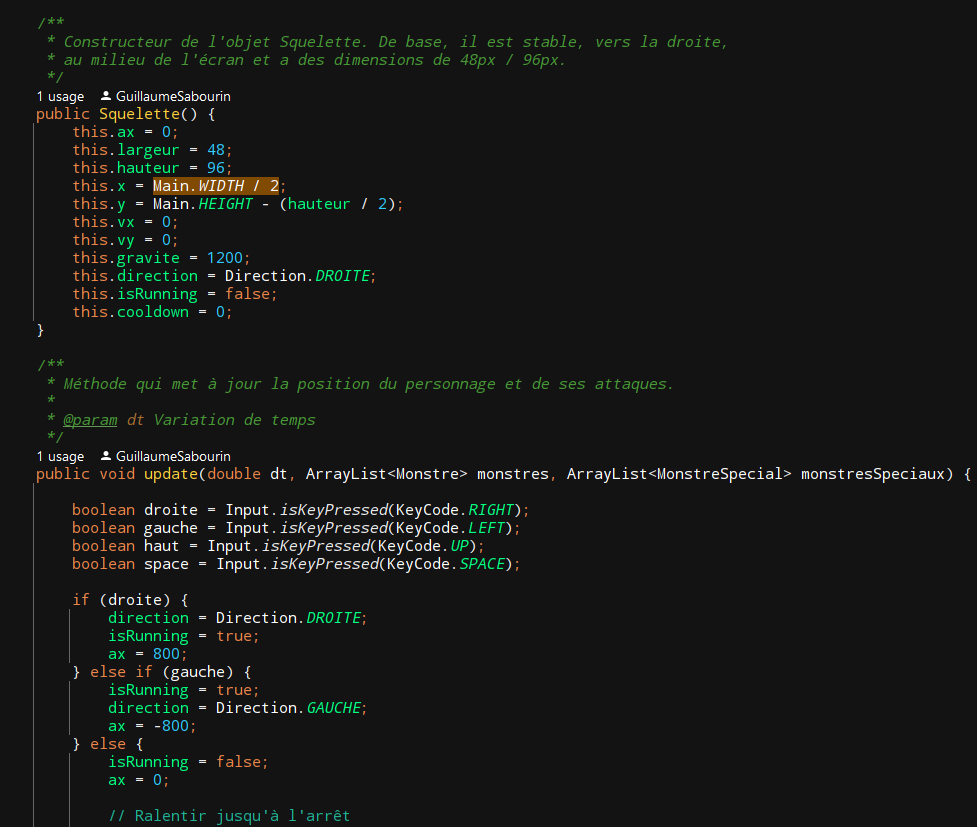 /**
 * Constructeur de l'objet Squelette. De base, il est stable, vers la droite,
 * au milieu de l'écran et a des dimensions de 48px / 96px.
 */
1 usage GuillaumeSabourin
public Squelette() {
    this.ax = 0;
    this.largeur = 48;
    this.hauteur = 96;
    this.x = Main.WIDTH / 2;
    this.y = Main.HEIGHT - (hauteur / 2);
    this.vx = 0;
    this.vy = 0;
    this.gravite = 1200;
    this.direction = Direction.DROITE;
    this.isRunning = false;
    this.cooldown = 0;
}
/**
 * Méthode qui met à jour la position du personnage et de ses attaques.
 *
 * @param dt Variation de temps
 */
1 usage GuillaumeSabourin
public void update(double dt, ArrayList<Monstre> monstres, ArrayList<MonstreSpecial> monstresSpeciaux) {
    boolean droite = Input.isKeyPressed(KeyCode.RIGHT);
    boolean gauche = Input.isKeyPressed(KeyCode.LEFT);
    boolean haut = Input.isKeyPressed(KeyCode.UP);
    boolean space = Input.isKeyPressed(KeyCode.SPACE);
    if (droite) {
        direction = Direction.DROITE;
        isRunning = true;
        ax = 800;
    } else if (gauche) {
        isRunning = true;
        direction = Direction.GAUCHE;
        ax = -800;
    } else {
        isRunning = false;
        ax = 0;
        // Ralentir jusqu'à l'arrêt